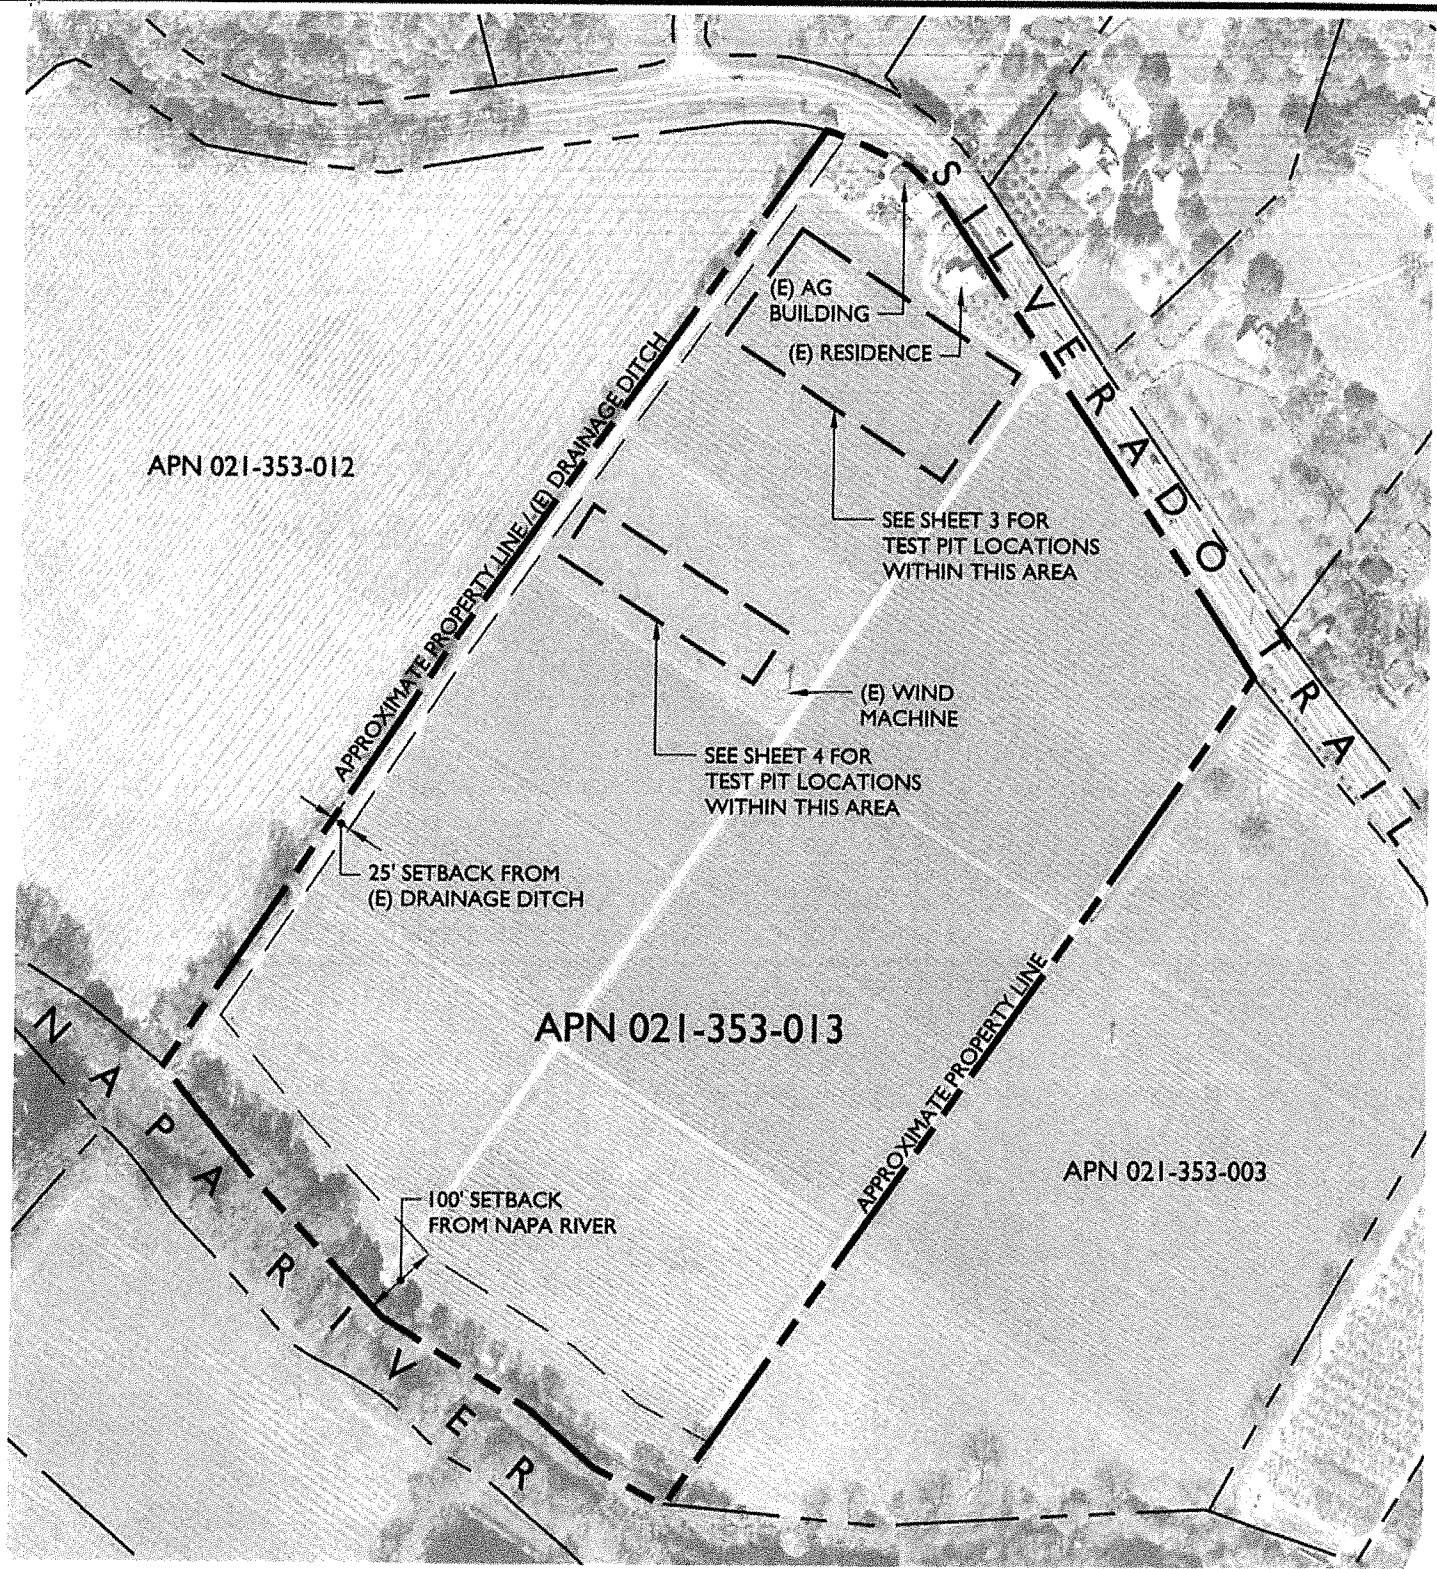 SILVERADO TRAIL
(E) AG
BUILDING
(E) RESIDENCE
APPROXIMATE PROPERTY LINE / (E) DRAINAGE DITCH
APN 021-353-012
SEE SHEET 3 FOR
TEST PIT LOCATIONS
WITHIN THIS AREA
(E) WIND
MACHINE
SEE SHEET 4 FOR
TEST PIT LOCATIONS
WITHIN THIS AREA
25' SETBACK FROM
(E) DRAINAGE DITCH
APN 021-353-013
APPROXIMATE PROPERTY LINE
NAPA RIVER
APN 021-353-003
100' SETBACK
FROM NAPA RIVER